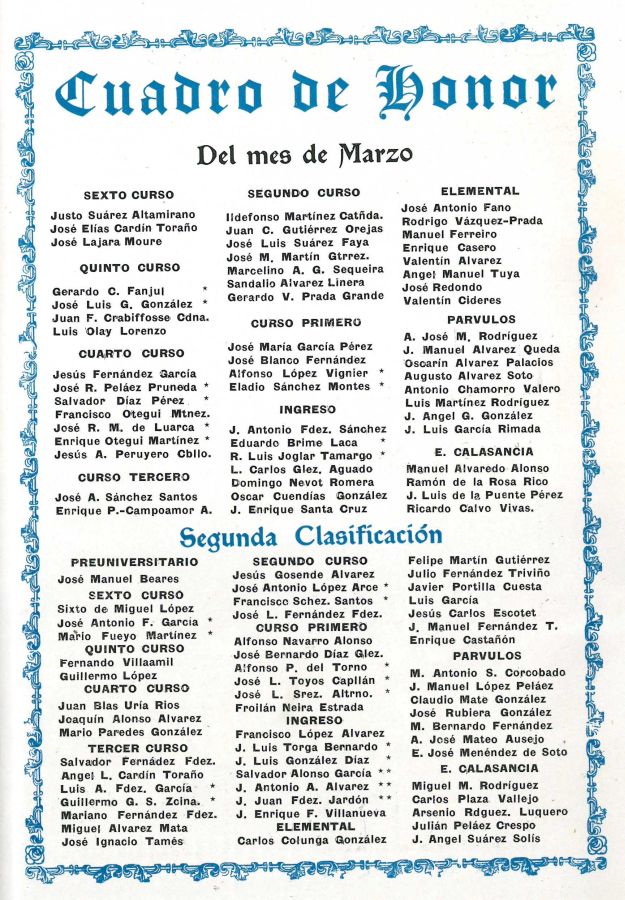 Cuadro de Honor
Del mes de Marzo
SEXTO CURSO
Justo Suárez Altamirano
José Elías Cardín Toraño
José Lajara Moure
QUINTO CURSO
Gerardo C. Fanjul *
José Luis G. González *
Juan F. Crabiffosse Cdna.
Luis Olay Lorenzo
CUARTO CURSO
Jesús Fernández García
José R. Peláez Pruneda *
Salvador Díaz Pérez *
Francisco Otegui Mtnez.
José R. M. de Luarca *
Enrique Otegui Martínez *
Jesús A. Peruyero Cbllo.
CURSO TERCERO
José A. Sánchez Santos
Enrique P.-Campoamor A.
SEGUNDO CURSO
Ildefonso Martínez Catñda.
Juan C. Gutiérrez Orejas
José Luis Suárez Faya
José M. Martín Gtrrez.
Marcelino A. G. Sequeira
Sandalio Alvarez Linera
Gerardo V. Prada Grande
CURSO PRIMERO
José María García Pérez
José Blanco Fernández
Alfonso López Vignier *
Eladio Sánchez Montes *
INGRESO
J. Antonio Fdez. Sánchez
Eduardo Brime Laca *
R. Luis Joglar Tamargo *
L. Carlos Glez. Aguado
Domingo Nevot Romera
Oscar Cuendías González
J. Enrique Santa Cruz
ELEMENTAL
José Antonio Fano
Rodrigo Vázquez-Prada
Manuel Ferreiro
Enrique Casero
Valentín Alvarez
Angel Manuel Tuya
José Redondo
Valentín Cideres
PARVULOS
A. José M. Rodríguez
J. Manuel Alvarez Queda
Oscarín Alvarez Palacios
Augusto Alvarez Soto
Antonio Chamorro Valero
Luis Martínez Rodríguez
J. Angel G. González
J. Luis García Rimada
E. CALASANCIA
Manuel Alvaredo Alonso
Ramón de la Rosa Rico
J. Luis de la Puente Pérez
Ricardo Calvo Vivas.
Segunda Clasificación
PREUNIVERSITARIO
José Manuel Beares
SEXTO CURSO
Sixto de Miguel López
José Antonio F. García *
Mario Fueyo Martínez *
QUINTO CURSO
Fernando Villaamil
Guillermo López
CUARTO CURSO
Juan Blas Uría Rios
Joaquín Alonso Alvarez
Mario Paredes González
TERCER CURSO
Salvador Fernádez Fdez.
Angel L. Cardín Toraño
Luis A. Fdez. García *
Guillermo G. S. Zcina. *
Mariano Fernández Fdez.
Miguel Alvarez Mata
José Ignacio Tamés
SEGUNDO CURSO
Jesús Gosende Alvarez
José Antonio López Arce *
Francisco Schez. Santos *
José L. Fernández Fdez.
CURSO PRIMERO
Alfonso Navarro Alonso
José Bernardo Díaz Glez.
Alfonso P. del Torno *
José L. Toyos Capllán *
José L. Srez. Altrno. *
Froilán Neira Estrada
INGRESO
Francisco López Alvarez
J. Luis Torga Bernardo *
J. Luis González Díaz *
Salvador Alonso García **
J. Antonio A. Alvarez **
J. Juan Fdez. Jardón **
J. Enrique F. Villanueva
ELEMENTAL
Carlos Colunga González
Felipe Martín Gutiérrez
Julio Fernández Triviño
Javier Portilla Cuesta
Luis García
Jesús Carlos Escotet
J. Manuel Fernández T.
Enrique Castañón
PARVULOS
M. Antonio S. Corcobado
J. Manuel López Peláez
Claudio Mate González
José Rubiera González
M. Bernardo Fernández
A. José Mateo Ausejo
E. José Menéndez de Soto
E. CALASANCIA
Miguel M. Rodríguez
Carlos Plaza Vallejo
Arsenio Rdguez. Luquero
Julián Peláez Crespo
J. Angel Suárez Solís